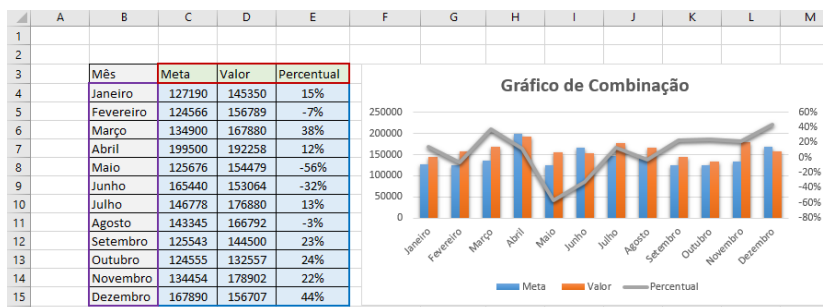 A B C D E F G H I J K L M
1
2
3 Mês Meta Valor Percentual
4 Janeiro 127190 145350 15%
5 Fevereiro 124566 156789 -7%
6 Março 134900 167880 38%
7 Abril 199500 192258 12%
8 Maio 125676 154479 -56%
9 Junho 165440 153064 -32%
10 Julho 146778 176880 13%
11 Agosto 143345 166792 -3%
12 Setembro 125543 144500 23%
13 Outubro 124555 132557 24%
14 Novembro 134454 178902 22%
15 Dezembro 167890 156707 44%
Gráfico de Combinação
250000
200000
150000
100000
50000
0
60%
40%
20%
0%
-20%
-40%
-60%
-80%
Janeiro
Fevereiro
Março
Abril
Maio
Junho
Julho
Agosto
Setembro
Outubro
Novembro
Dezembro
Meta Valor Percentual